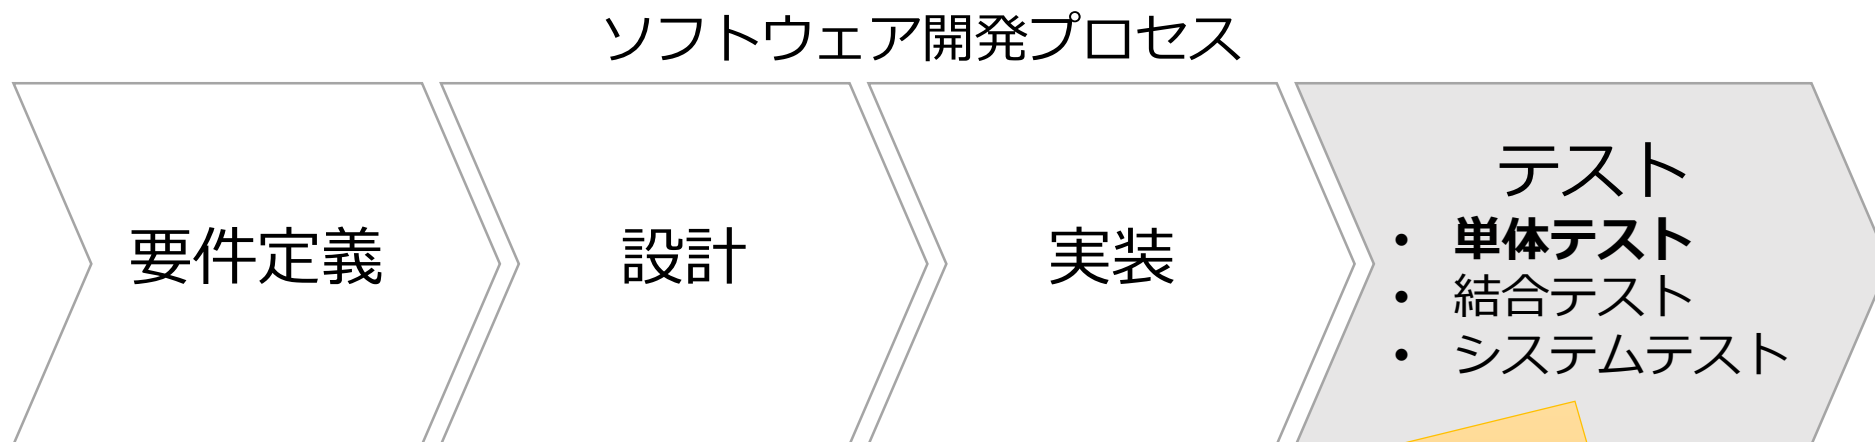 ソフトウェア開発プロセス
要件定義
設計
実装
テスト
• 単体テスト
• 結合テスト
• システムテスト